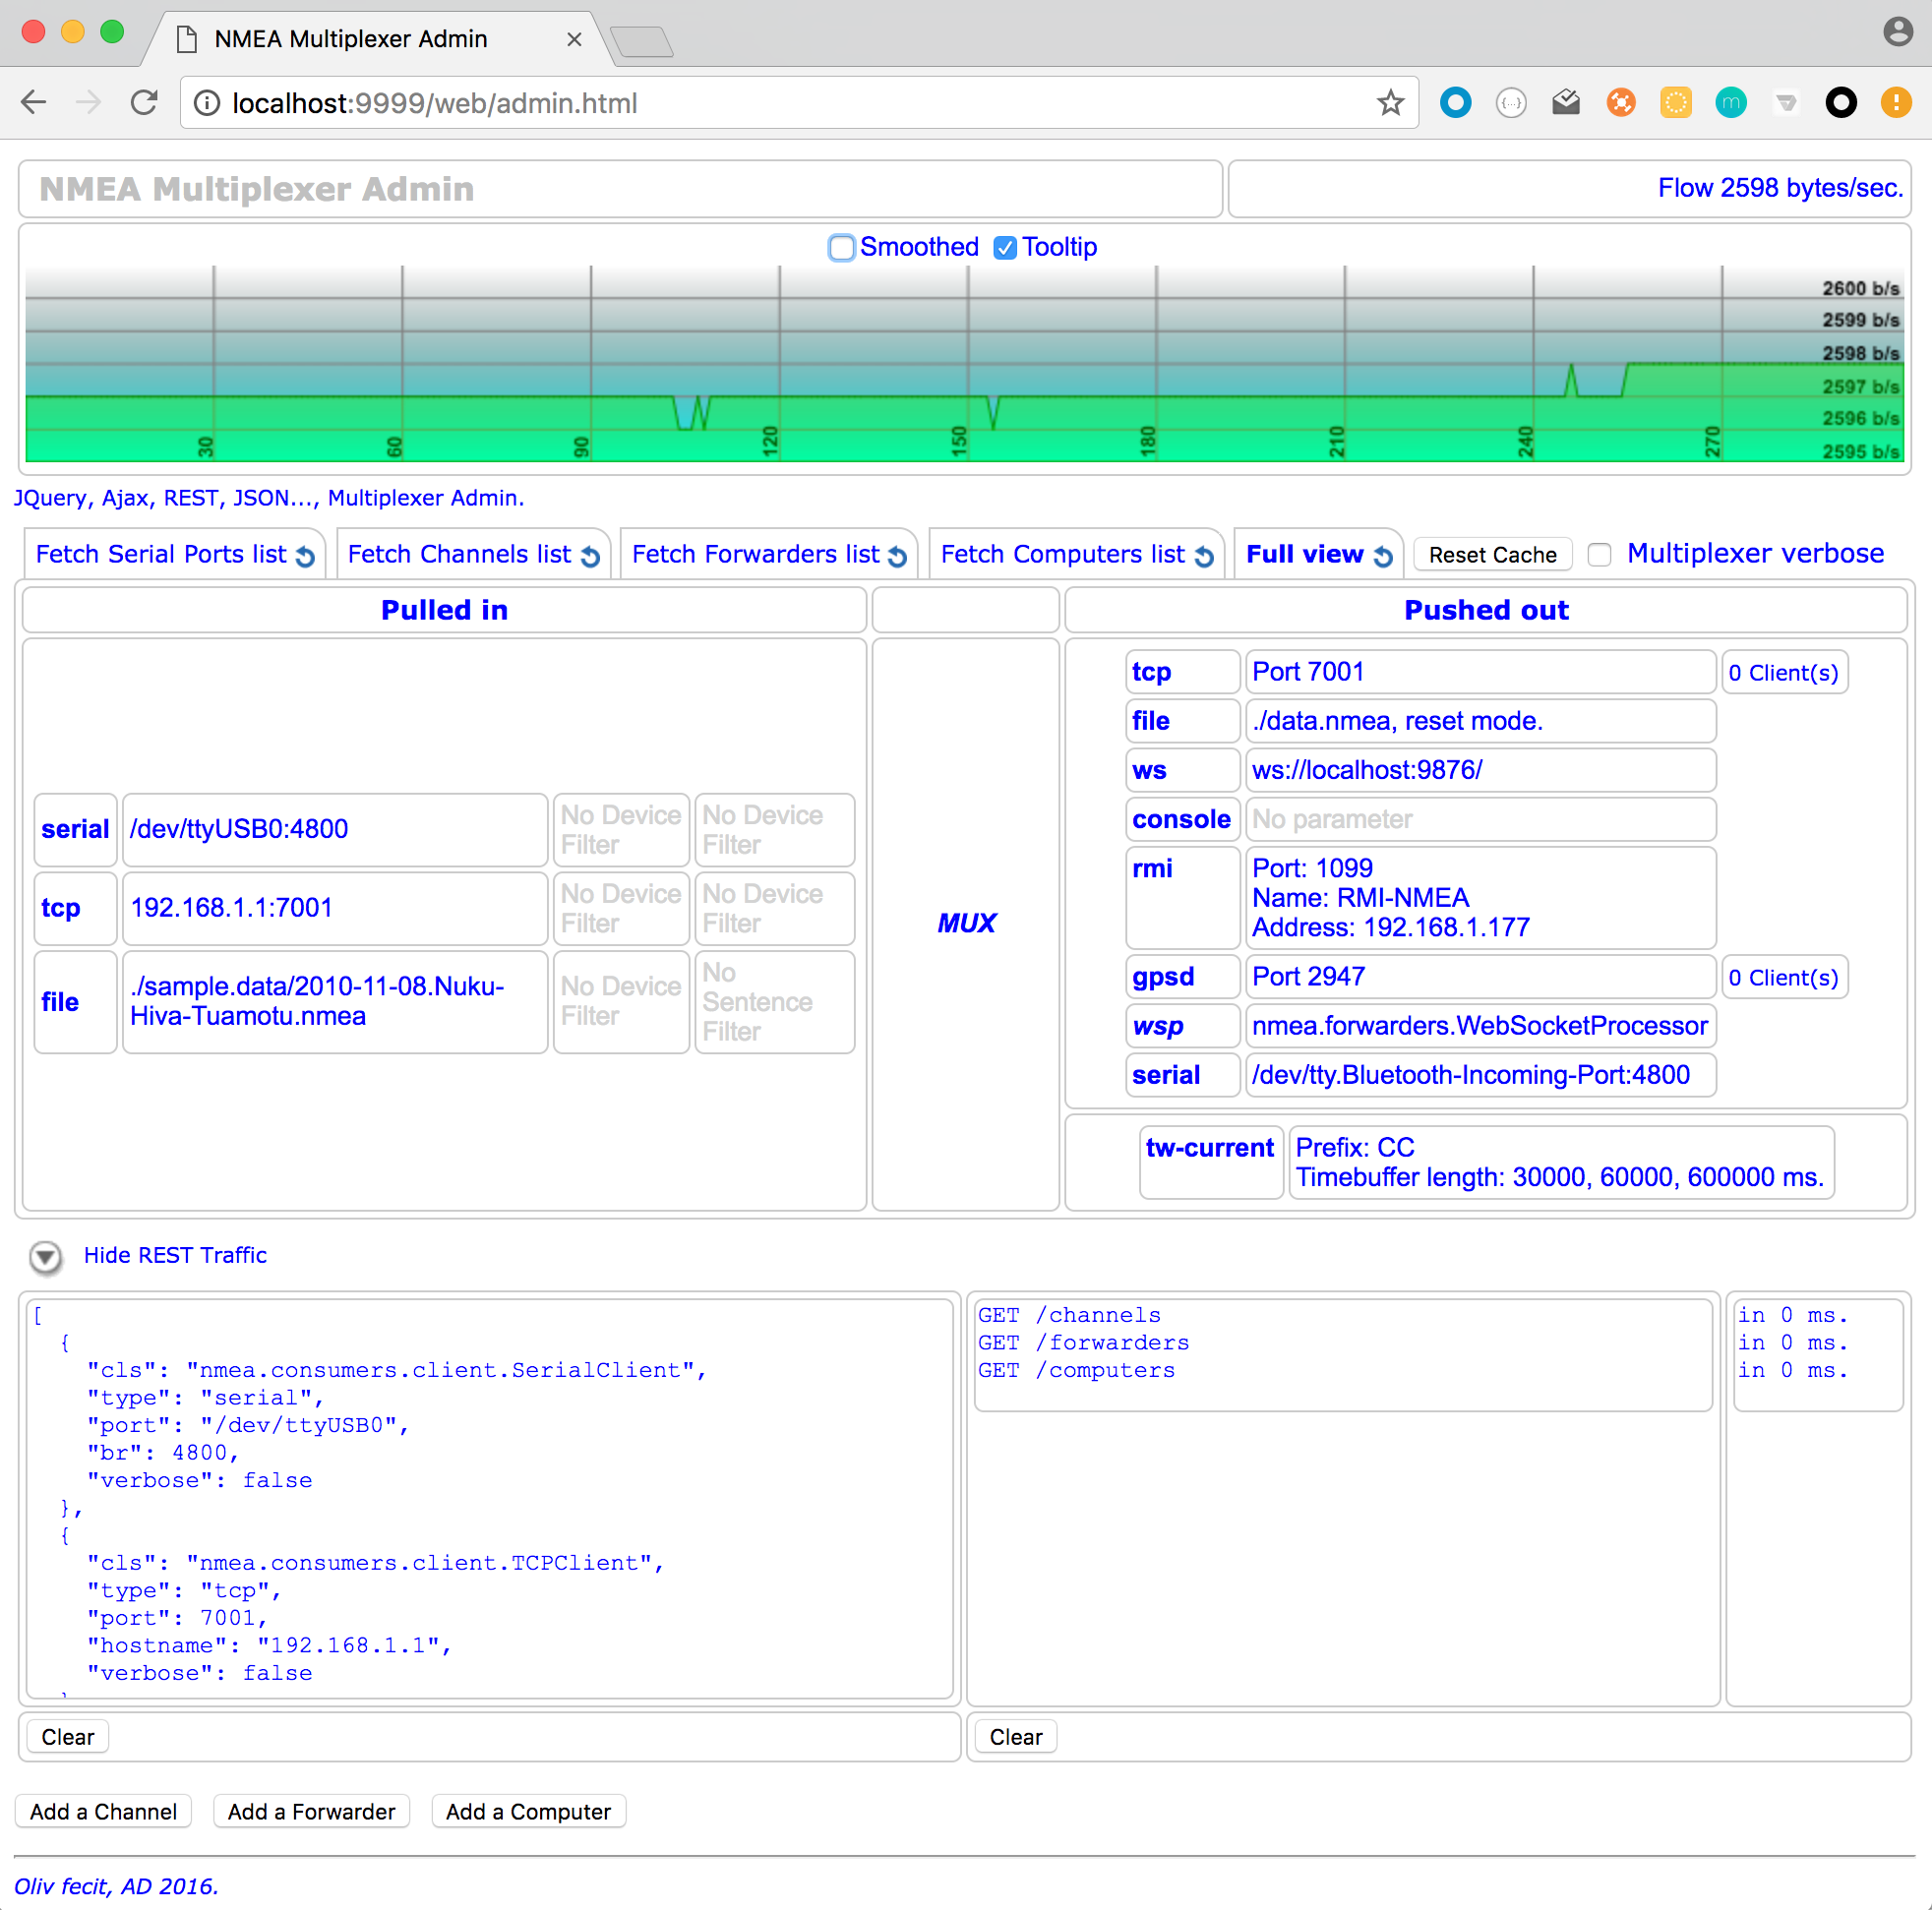 NMEA Multiplexer Admin
localhost:9999/web/admin.html
NMEA Multiplexer Admin
Flow 2598 bytes/sec.
Smoothed Tooltip
2600 b/s
2599 b/s
2598 b/s
2597 b/s
2596 b/s
2595 b/s
30 60 90 120 150 180 210 240 270
JQuery, Ajax, REST, JSON..., Multiplexer Admin.
Fetch Serial Ports list Fetch Channels list Fetch Forwarders list Fetch Computers list Full view Reset Cache Multiplexer verbose
Pulled in
serial /dev/ttyUSB0:4800 No Device Filter No Device Filter
tcp 192.168.1.1:7001 No Device Filter No Device Filter
file ./sample.data/2010-11-08.Nuku-
Hiva-Tuamotu.nmea No Device Filter No Sentence Filter
MUX
Pushed out
tcp Port 7001 0 Client(s)
file ./data.nmea, reset mode.
ws ws://localhost:9876/
console No parameter
rmi Port: 1099
Name: RMI-NMEA
Address: 192.168.1.177
gpsd Port 2947 0 Client(s)
wsp nmea.forwarders.WebSocketProcessor
serial /dev/tty.Bluetooth-Incoming-Port:4800
tw-current Prefix: CC
Timebuffer length: 30000, 60000, 600000 ms.
Hide REST Traffic
[
{
"cls": "nmea.consumers.client.SerialClient",
"type": "serial",
"port": "/dev/ttyUSB0",
"br": 4800,
"verbose": false
},
{
"cls": "nmea.consumers.client.TCPClient",
"type": "tcp",
"port": 7001,
"hostname": "192.168.1.1",
"verbose": false
GET /channels
GET /forwarders
GET /computers
in 0 ms.
in 0 ms.
in 0 ms.
Clear
Clear
Add a Channel Add a Forwarder Add a Computer
Oliv fecit, AD 2016.